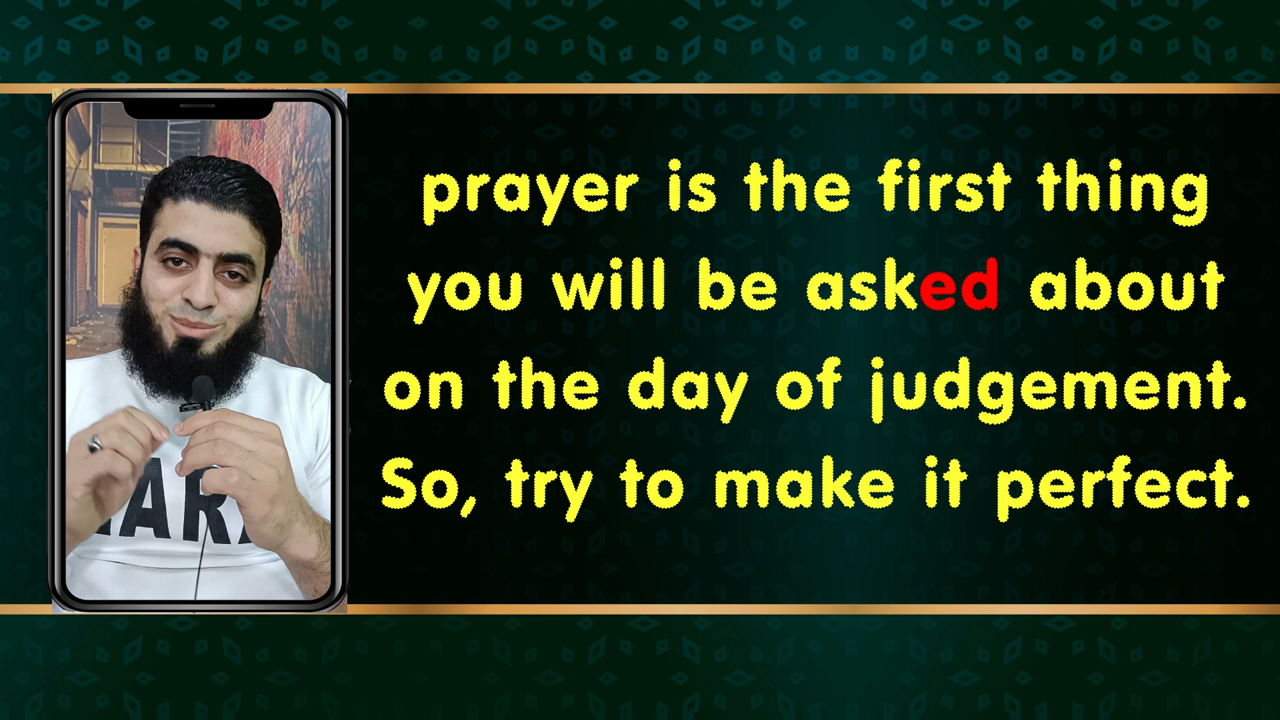 prayer is the first thing
you will be asked about
on the day of judgement.
So, try to make it perfect.